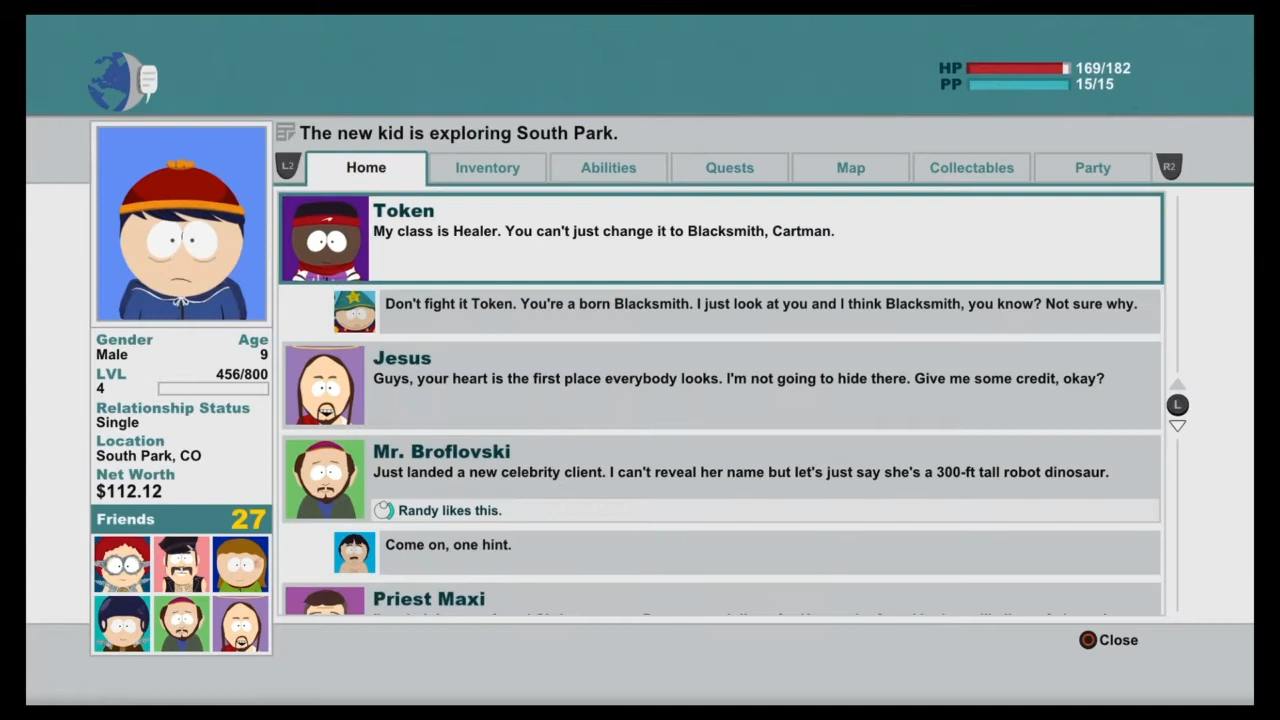 HP 169/182
PP 15/15
The new kid is exploring South Park.
L2 Home Inventory Abilities Quests Map Collectables Party R2
Gender Age
Male 9
LVL 456/800
4
Relationship Status
Single
Location
South Park, CO
Net Worth
$112.12
Friends 27
Token
My class is Healer. You can't just change it to Blacksmith, Cartman.
Don't fight it Token. You're a born Blacksmith. I just look at you and I think Blacksmith, you know? Not sure why.
Jesus
Guys, your heart is the first place everybody looks. I'm not going to hide there. Give me some credit, okay?
Mr. Broflovski
Just landed a new celebrity client. I can't reveal her name but let's just say she's a 300-ft tall robot dinosaur.
Randy likes this.
Come on, one hint.
Priest Maxi
L
Close